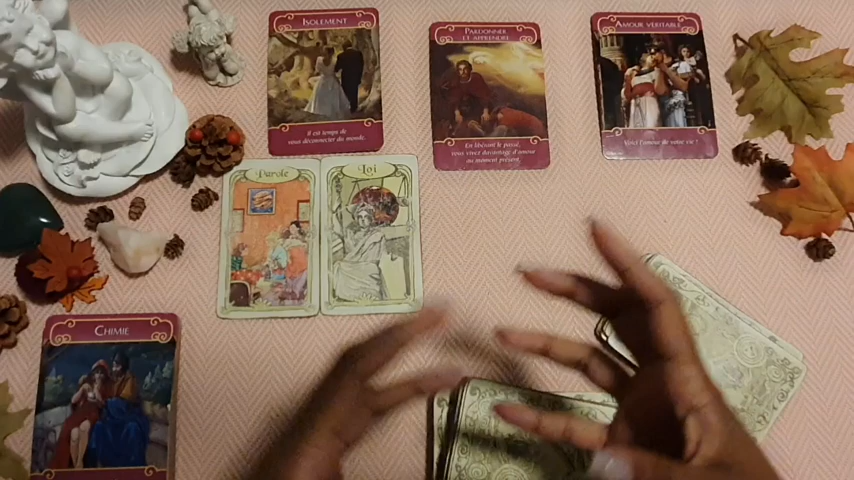 ISOLEMENT
Il est temps de
vous déconnecter du monde.
PARDONNER
ET APPRENDRE
En libérant le passé,
vous vivez davantage d'amour
au moment présent.
AMOUR VÉRITABLE
Voici l'amour de votre vie !
Parole
Loi
CHIMIE